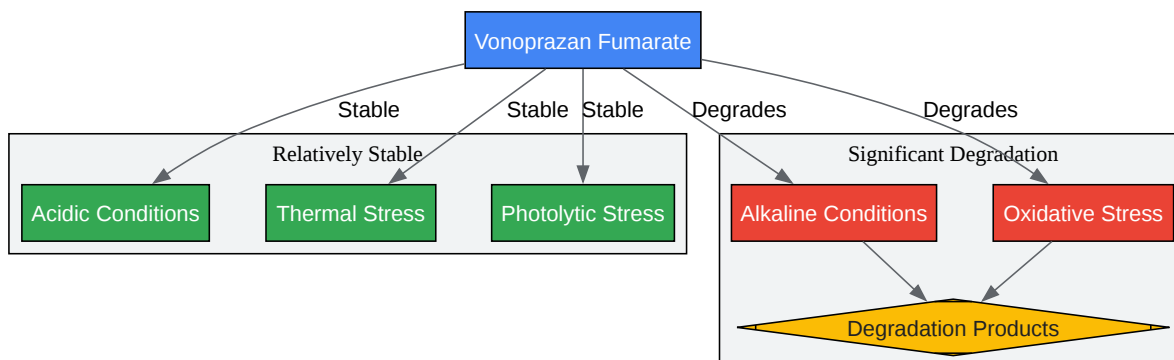 Vonoprazan Fumarate
Stable
Stable
Stable
Degrades
Degrades
Relatively Stable
Significant Degradation
Acidic Conditions
Thermal Stress
Photolytic Stress
Alkaline Conditions
Oxidative Stress
Degradation Products